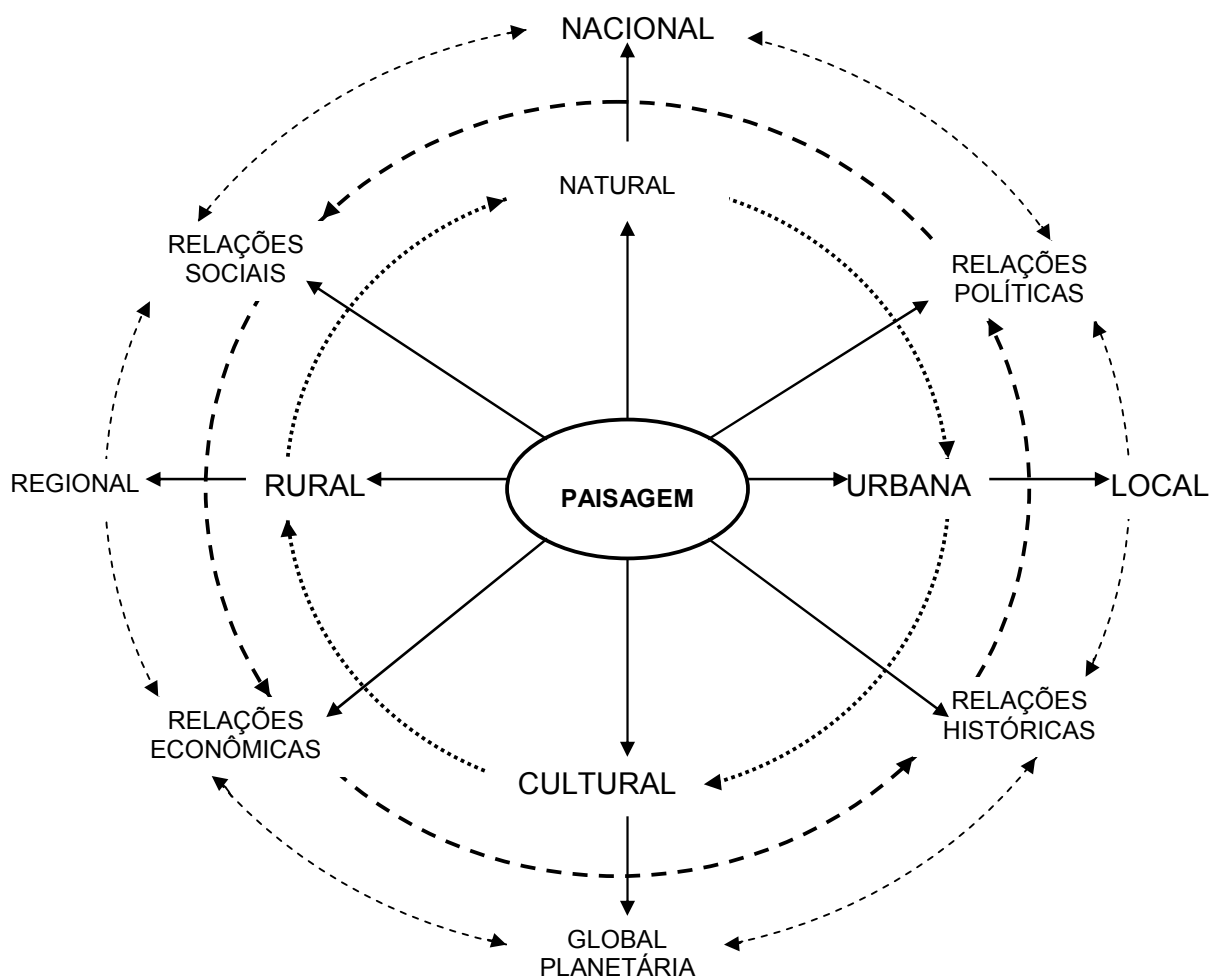 NACIONAL
NATURAL
RELAÇÕES
SOCIAIS
RELAÇÕES
POLÍTICAS
REGIONAL
RURAL
PAISAGEM
URBANA
LOCAL
RELAÇÕES
ECONÔMICAS
RELAÇÕES
HISTÓRICAS
CULTURAL
GLOBAL
PLANETÁRIA